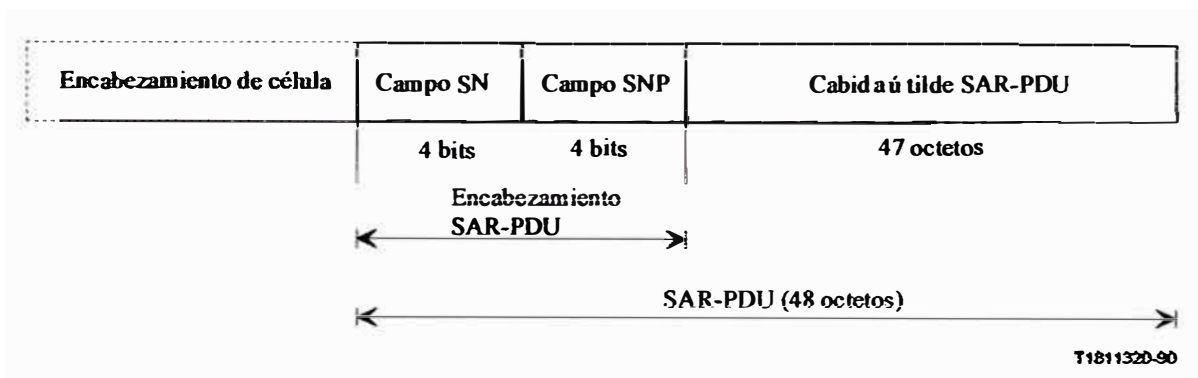 Encabezamiento de célula
Campo SN
Campo SNP
Cabida ú tilde SAR-PDU
4 bits
4 bits
47 octetos
Encabezamiento
SAR-PDU
SAR-PDU (48 octetos)
T1811320-90